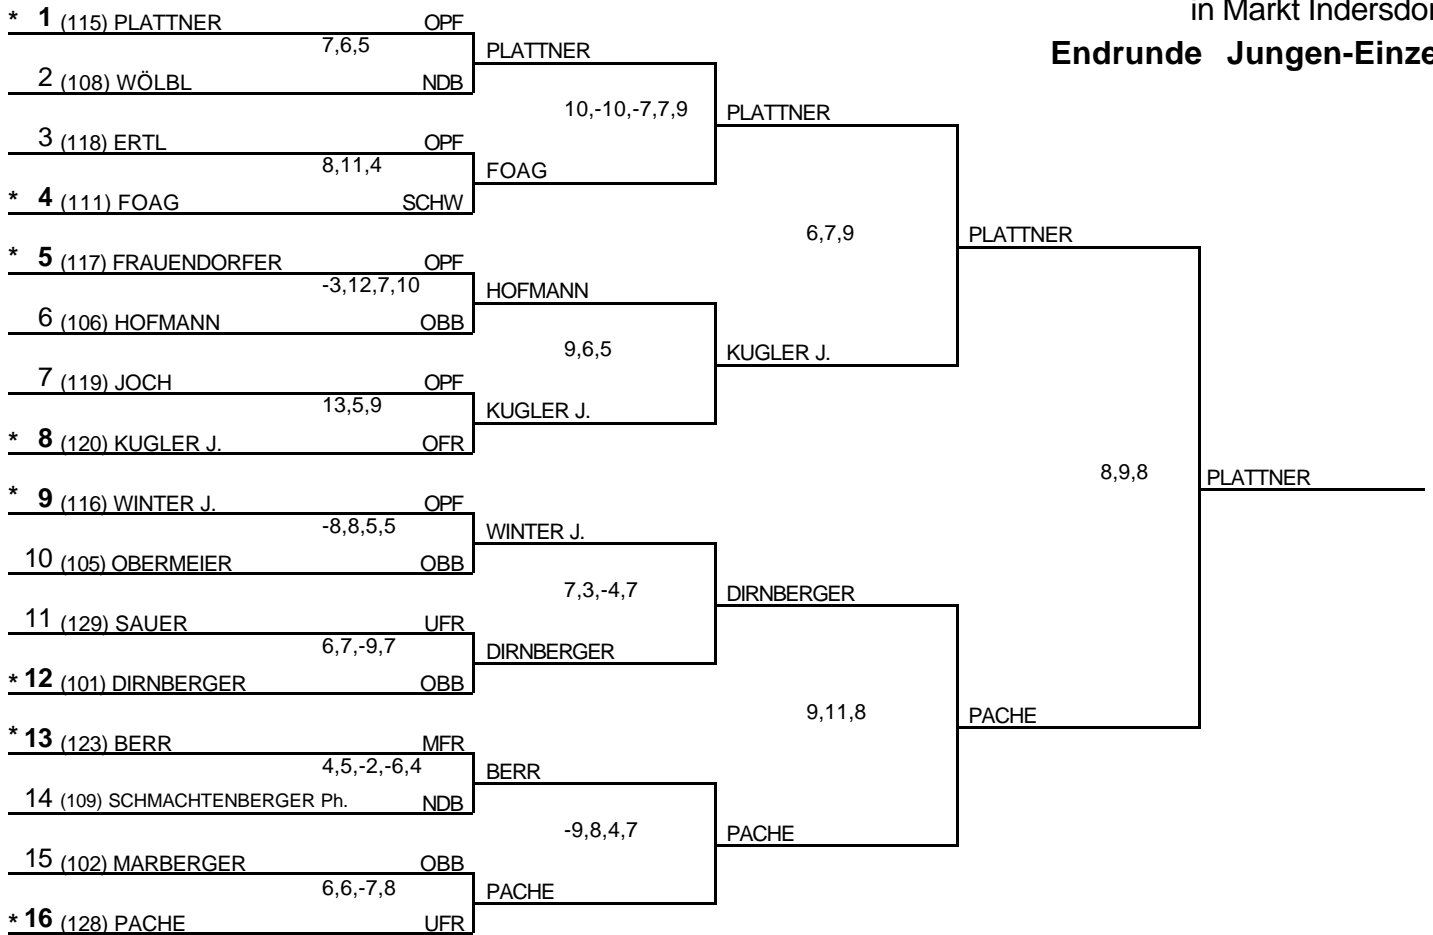 in Markt Indersdor
Endrunde Jungen-Einze
* 1 (115) PLATTNER OPF
7,6,5
PLATTNER
2 (108) WÖLBL NDB
10,-10,-7,7,9
PLATTNER
3 (118) ERTL OPF
8,11,4
FOAG
* 4 (111) FOAG SCHW
6,7,9
PLATTNER
* 5 (117) FRAUENDORFER OPF
-3,12,7,10
HOFMANN
6 (106) HOFMANN OBB
9,6,5
KUGLER J.
7 (119) JOCH OPF
13,5,9
KUGLER J.
* 8 (120) KUGLER J. OFR
8,9,8
PLATTNER
* 9 (116) WINTER J. OPF
-8,8,5,5
WINTER J.
10 (105) OBERMEIER OBB
7,3,-4,7
DIRNBERGER
11 (129) SAUER UFR
6,7,-9,7
DIRNBERGER
* 12 (101) DIRNBERGER OBB
9,11,8
PACHE
* 13 (123) BERR MFR
4,5,-2,-6,4
BERR
14 (109) SCHMACHTENBERGER Ph. NDB
-9,8,4,7
PACHE
15 (102) MARBERGER OBB
6,6,-7,8
PACHE
* 16 (128) PACHE UFR